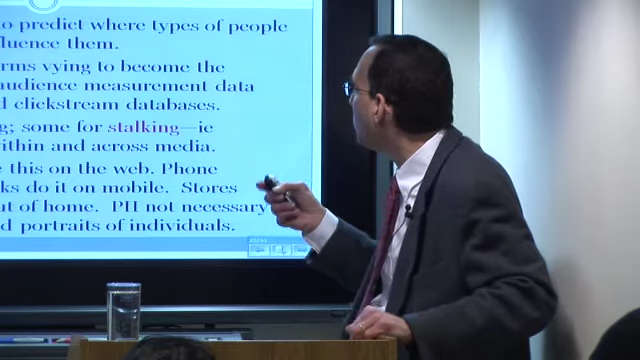 o predict where types of people
fluence them.
rms vying to become the
audience measurement data
d clickstream databases.
g; some for stalking—ie
ithin and across media.
e this on the web. Phone
ks do it on mobile. Stores
ut of home. PII not necessary
d portraits of individuals.